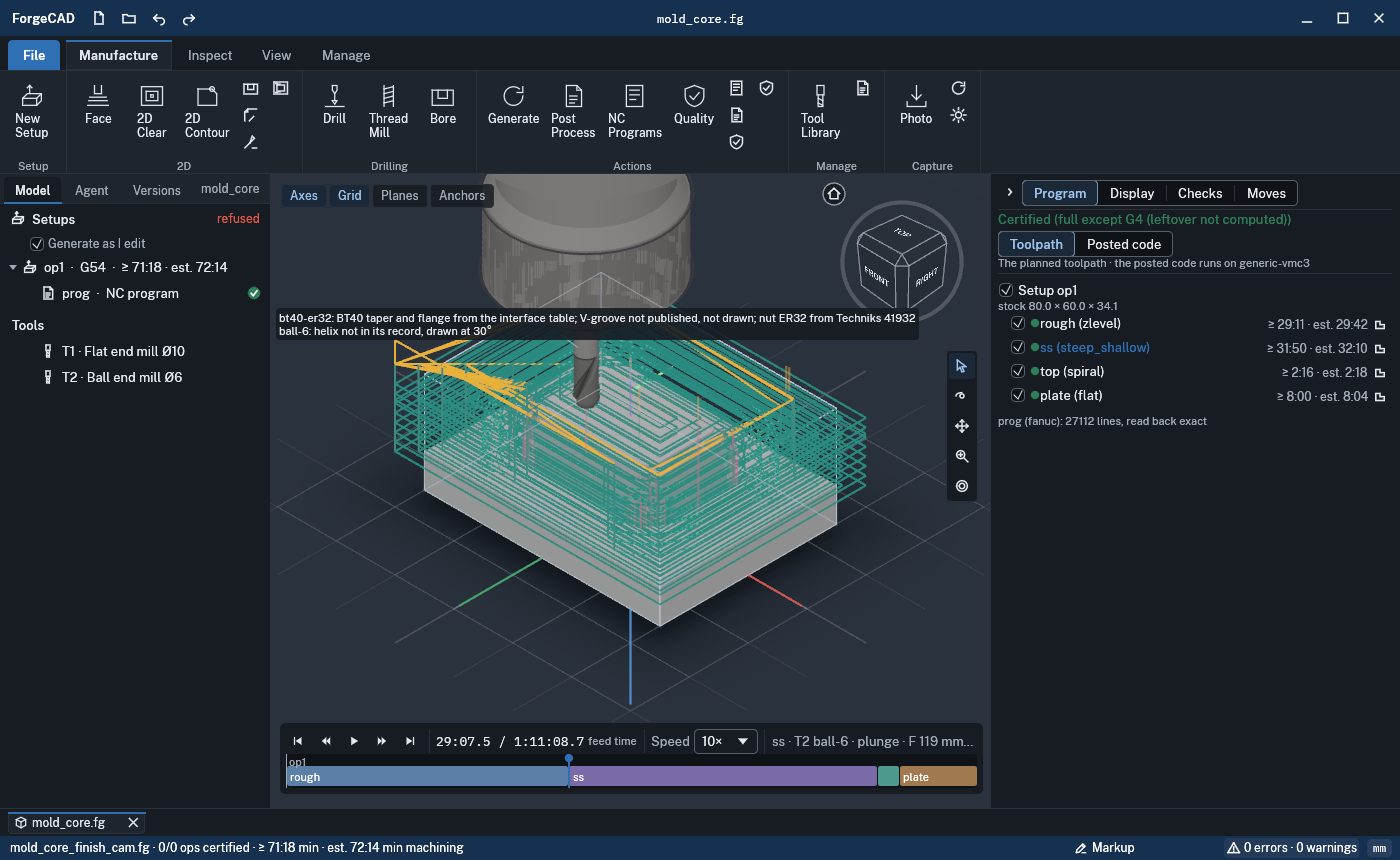 ForgeCAD
mold_core.fg
File
Manufacture
Inspect
View
Manage
New Setup
Face
2D Clear
2D Contour
Drill
Thread Mill
Bore
Generate
Post Process
NC Programs
Quality
Tool Library
Photo
Setup
2D
Drilling
Actions
Manage
Capture
Model
Agent
Versions
mold_core
Setups
refused
Generate as I edit
op1 · G54 · ≥ 71:18 · est. 72:14
prog · NC program
Tools
T1 · Flat end mill Ø10
T2 · Ball end mill Ø6
Axes
Grid
Planes
Anchors
TOP
FRONT
RIGHT
bt40-er32: BT40 taper and flange from the interface table; V-groove not published, not drawn; nut ER32 from Techniks 41932
ball-6: helix not in its record, drawn at 30°
29:07.5 / 1:11:08.7 feed time
Speed
10×
ss · T2 ball-6 · plunge · F 119 mm...
op1
rough
ss
plate
Program
Display
Checks
Moves
Certified (full except G4 (leftover not computed))
Toolpath
Posted code
The planned toolpath · the posted code runs on generic-vmc3
Setup op1
stock 80.0 × 60.0 × 34.1
rough (zlevel)
≥ 29:11 · est. 29:42
ss (steep_shallow)
≥ 31:50 · est. 32:10
top (spiral)
≥ 2:16 · est. 2:18
plate (flat)
≥ 8:00 · est. 8:04
prog (fanuc): 27112 lines, read back exact
mold_core.fg
mold_core_finish_cam.fg · 0/0 ops certified · ≥ 71:18 min · est. 72:14 min machining
Markup
0 errors · 0 warnings
mm